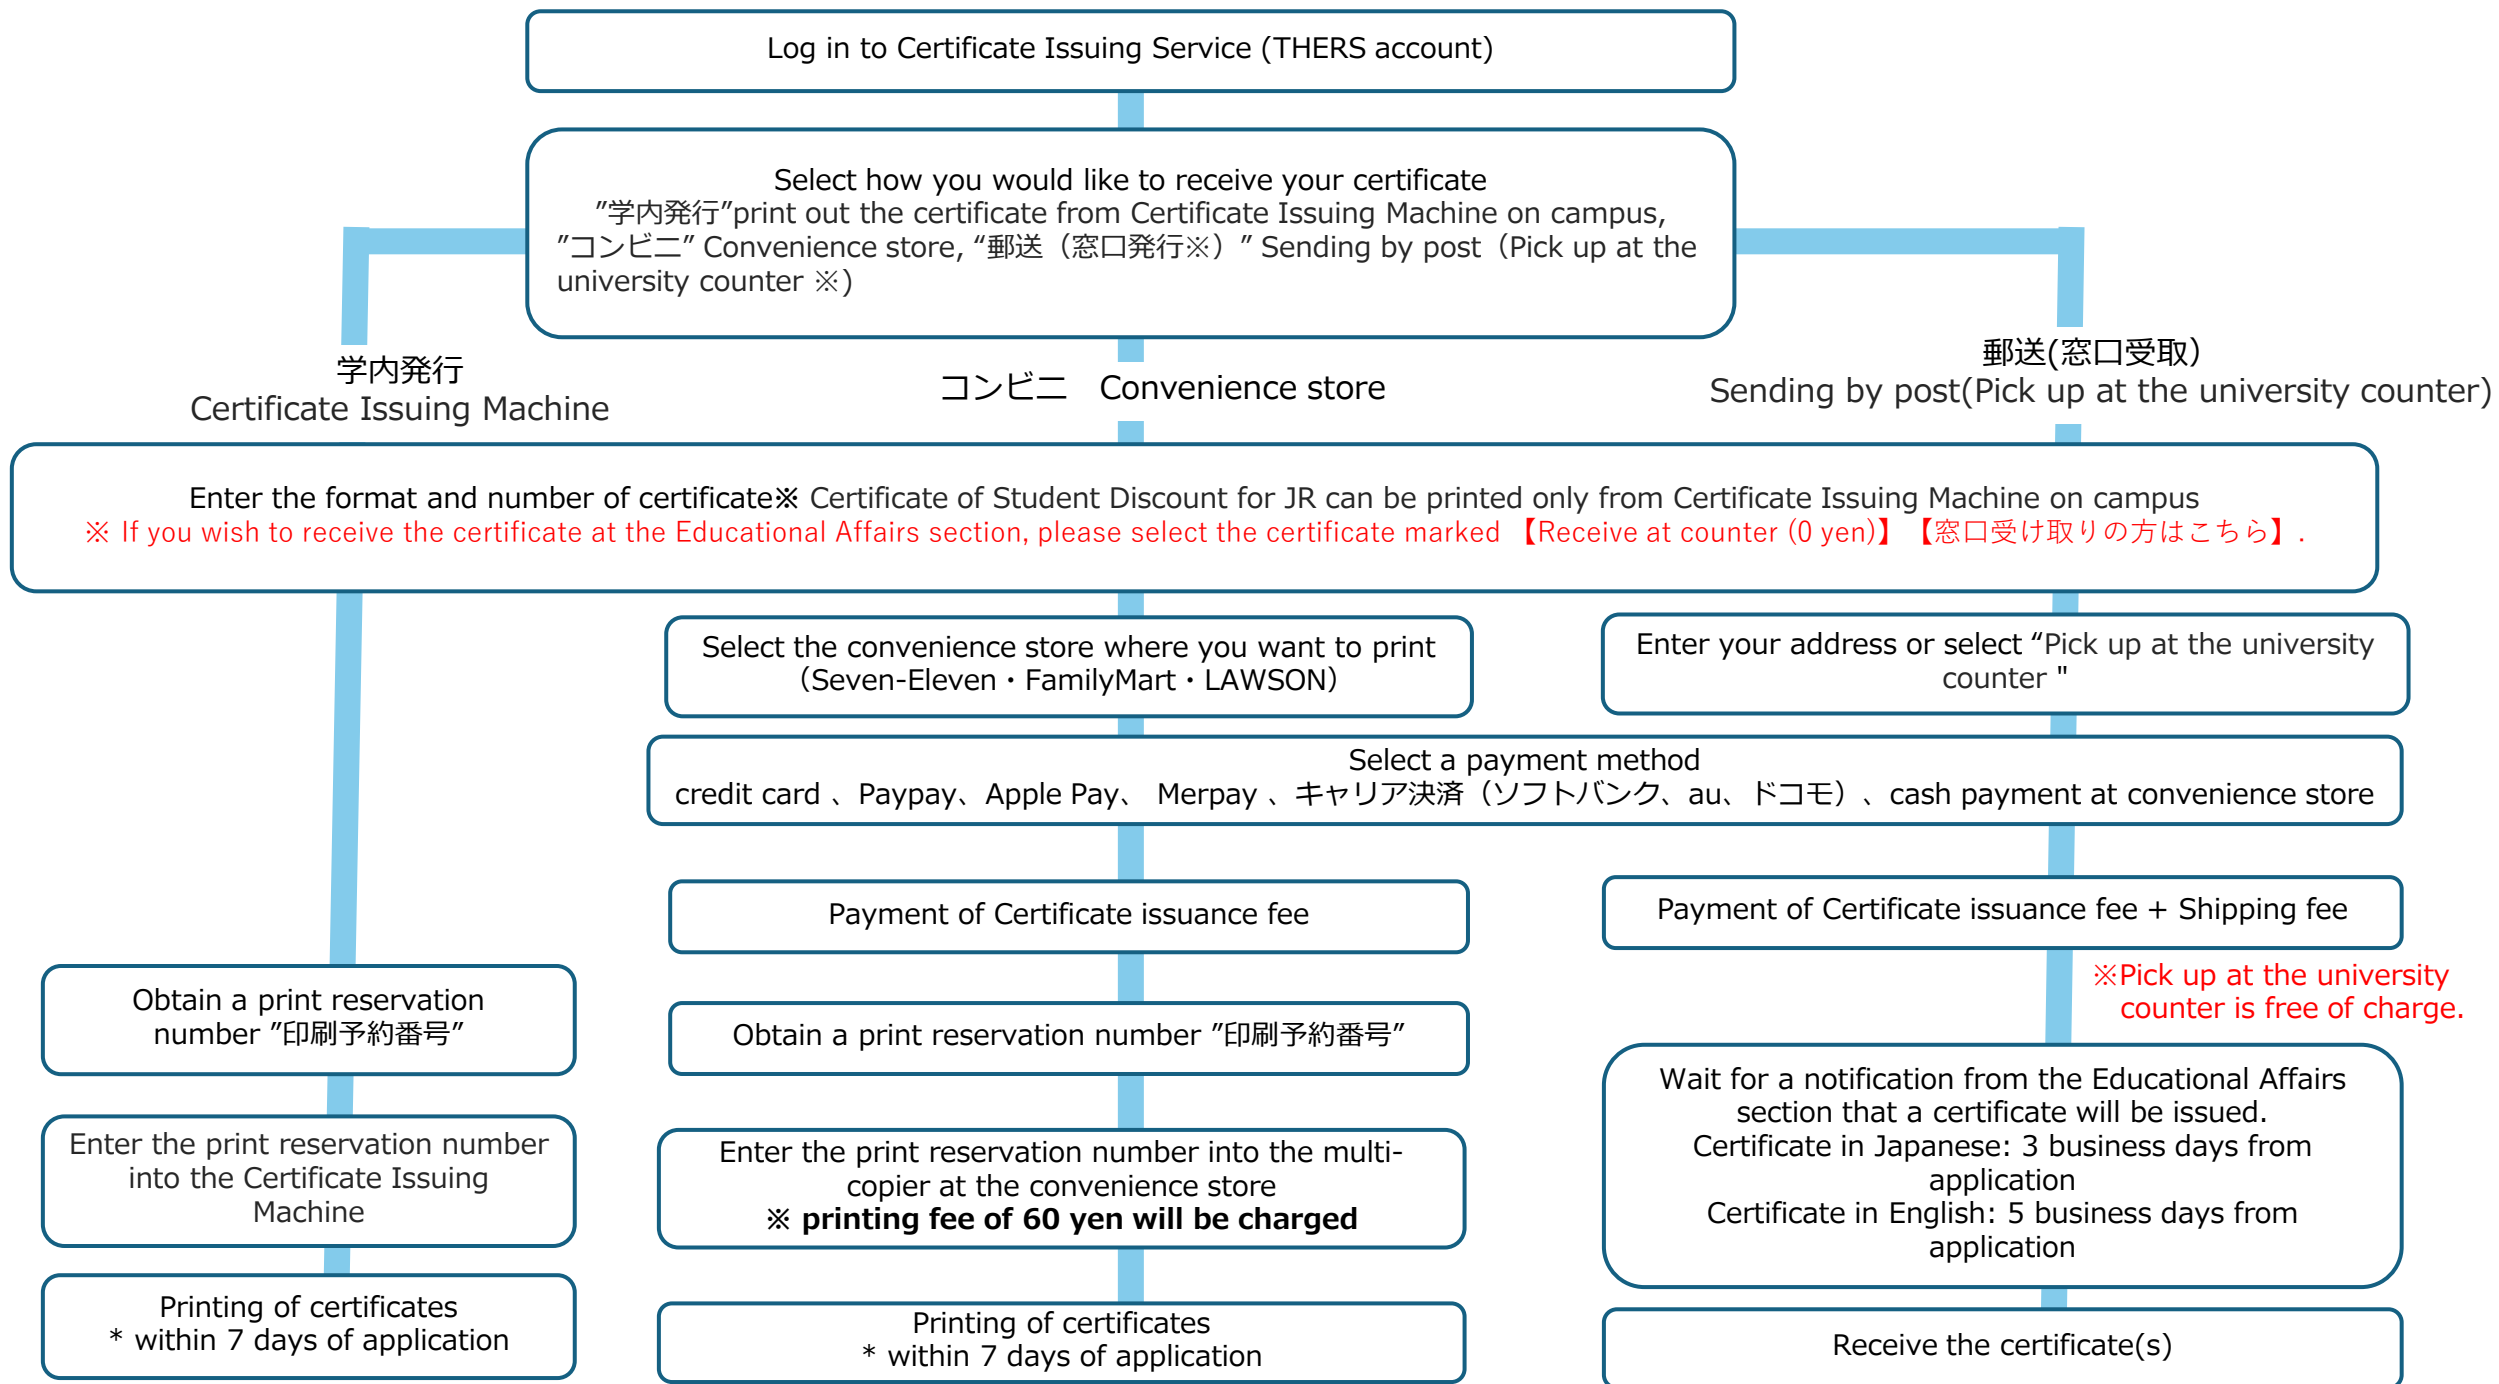 Log in to Certificate Issuing Service (THERS account)
Select how you would like to receive your certificate
”学内発行”print out the certificate from Certificate Issuing Machine on campus,
”コンビニ” Convenience store, “郵送（窓口発行※）” Sending by post（Pick up at the
university counter ※)
学内発行
Certificate Issuing Machine
コンビニ　Convenience store
郵送(窓口受取）
Sending by post(Pick up at the university counter)
Enter the format and number of certificate※ Certificate of Student Discount for JR can be printed only from Certificate Issuing Machine on campus
※ If you wish to receive the certificate at the Educational Affairs section, please select the certificate marked 【Receive at counter (0 yen)】【窓口受け取りの方はこちら】.
Select the convenience store where you want to print
（Seven-Eleven・FamilyMart・LAWSON）
Enter your address or select “Pick up at the university
counter "
Select a payment method
credit card 、Paypay、Apple Pay、 Merpay 、キャリア決済（ソフトバンク、au、ドコモ）、cash payment at convenience store
Payment of Certificate issuance fee
Payment of Certificate issuance fee + Shipping fee
※Pick up at the university
counter is free of charge.
Obtain a print reservation
number ”印刷予約番号”
Obtain a print reservation number ”印刷予約番号”
Wait for a notification from the Educational Affairs
section that a certificate will be issued.
Certificate in Japanese: 3 business days from
application
Certificate in English: 5 business days from
application
Enter the print reservation number
into the Certificate Issuing
Machine
Enter the print reservation number into the multi-
copier at the convenience store
※ printing fee of 60 yen will be charged
Printing of certificates
* within 7 days of application
Printing of certificates
* within 7 days of application
Receive the certificate(s)